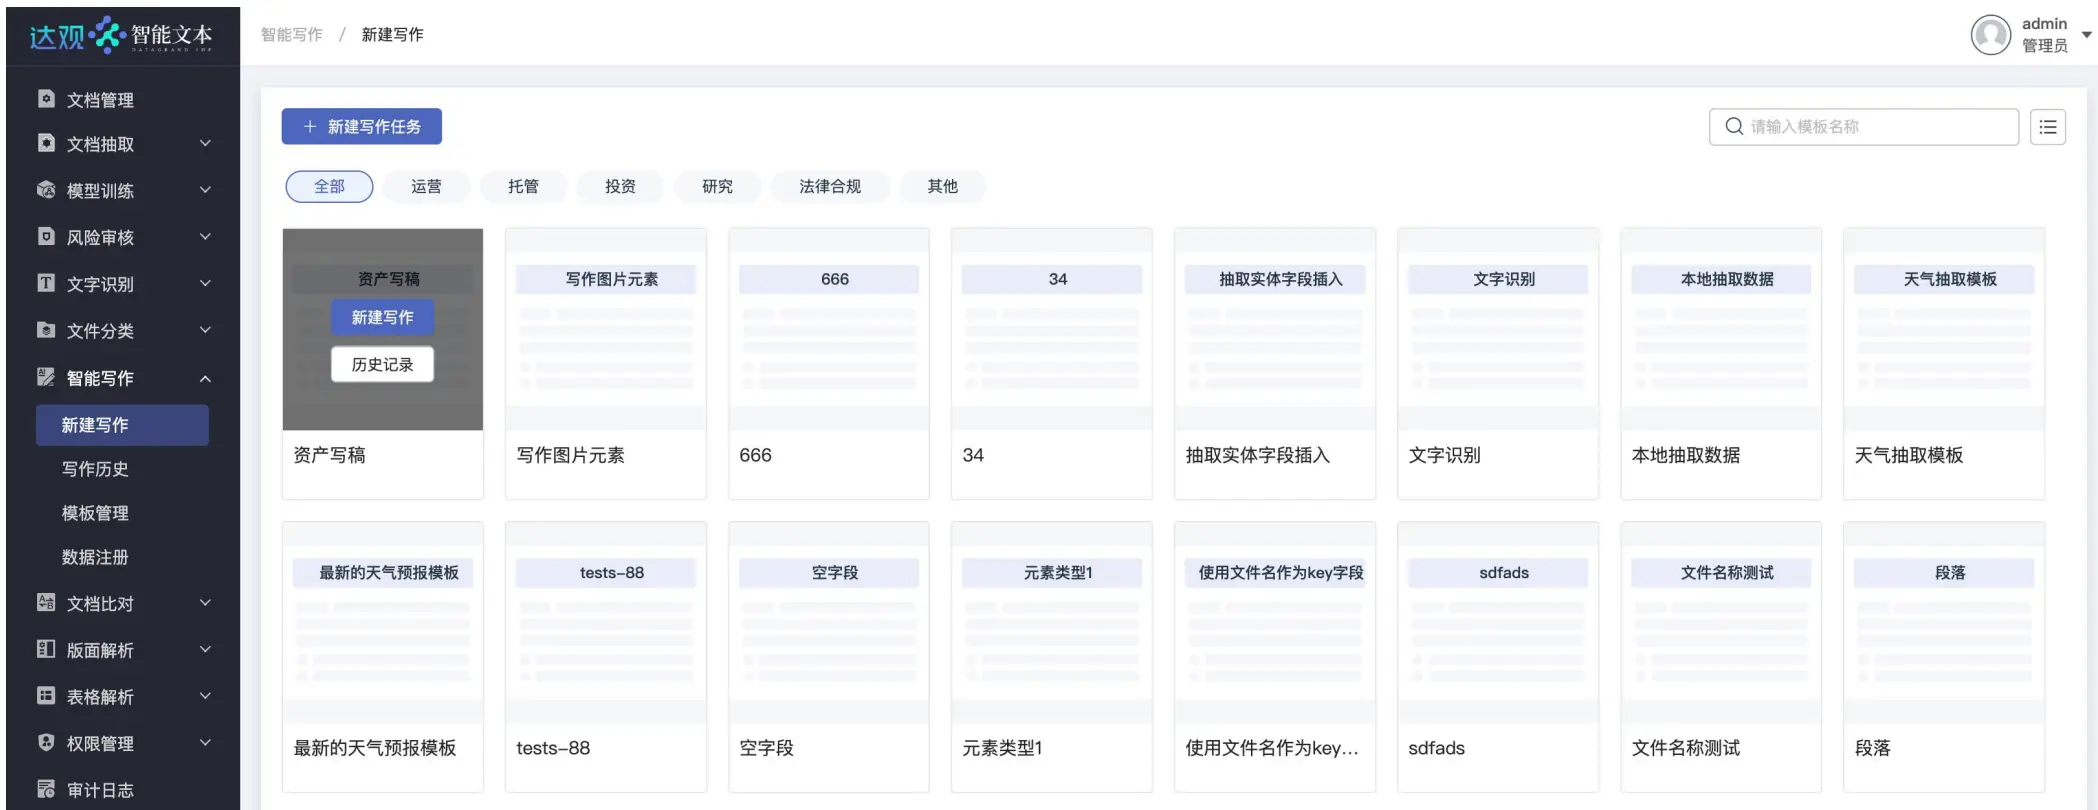 达观 智能文本
DATAGRAND IDP
智能写作 / 新建写作
admin
管理员
文档管理
文档抽取
模型训练
风险审核
文字识别
文件分类
智能写作
新建写作
写作历史
模板管理
数据注册
文档比对
版面解析
表格解析
权限管理
审计日志
+ 新建写作任务
请输入模板名称
全部 运营 托管 投资 研究 法律合规 其他
资产写稿 写作图片元素 666 34 抽取实体字段插入 文字识别 本地抽取数据 天气抽取模板
新建写作
历史记录
资产写稿 写作图片元素 666 34 抽取实体字段插入 文字识别 本地抽取数据 天气抽取模板
最新的天气预报模板 tests-88 空字段 元素类型1 使用文件名作为key字段 sdfads 文件名称测试 段落
最新的天气预报模板 tests-88 空字段 元素类型1 使用文件名作为key... sdfads 文件名称测试 段落